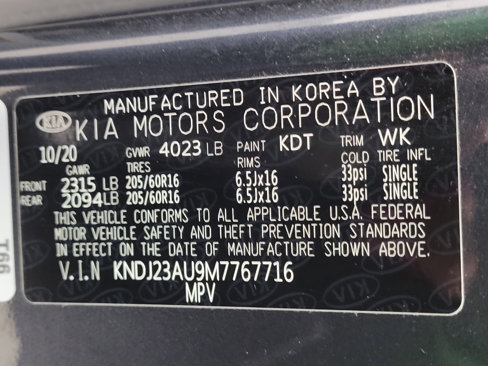 MANUFACTURED IN KOREA BY
KIA KIA MOTORS CORPORATION
10/20 GVWR 4023 LB PAINT KDT TRIM WK
GAWR TIRES RIMS COLD TIRE INFL
FRONT 2315 LB 205/60R16 6.5Jx16 33psi SINGLE
REAR 2094 LB 205/60R16 6.5Jx16 33psi SINGLE
THIS VEHICLE CONFORMS TO ALL APPLICABLE U.S.A. FEDERAL
MOTOR VEHICLE SAFETY AND THEFT PREVENTION STANDARDS
IN EFFECT ON THE DATE OF MANUFACTURE SHOWN ABOVE.
V.I.N KNDJ23AU9M7767716
MPV